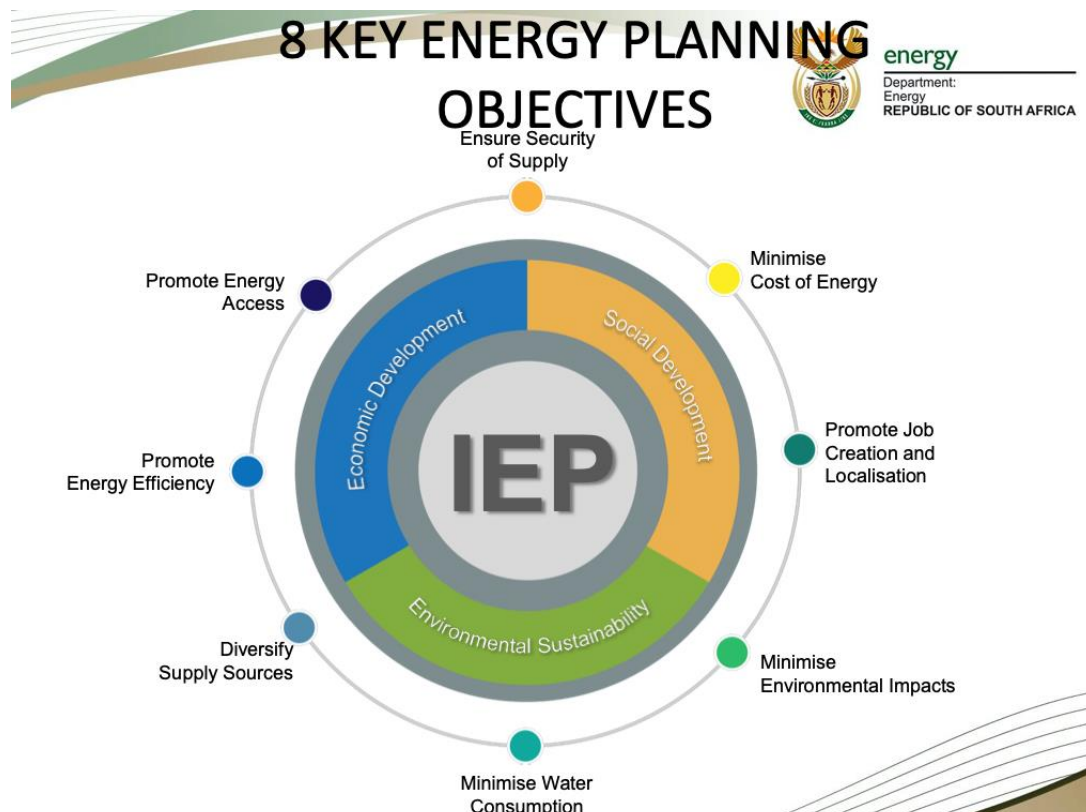 8 KEY ENERGY PLANNING
OBJECTIVES
energy
Department:
Energy
REPUBLIC OF SOUTH AFRICA
Ensure Security
of Supply
Minimise
Cost of Energy
Promote Job
Creation and
Localisation
Minimise
Environmental Impacts
Minimise Water
Consumption
Diversify
Supply Sources
Promote
Energy Efficiency
Promote Energy
Access
Economic Development
Social Development
Environmental Sustainability
IEP